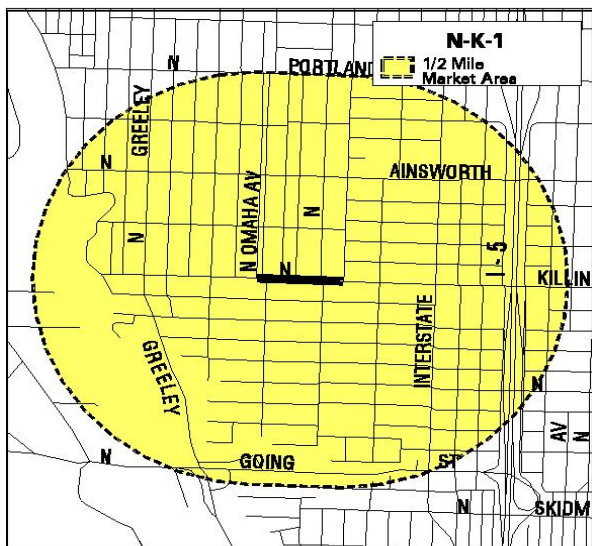 N-K-1
1/2 Mile
Market Area
N
PORTLAND
GREELEY
N
AINSWORTH
N OMAHA AV
N
N
I-5
N
KILLIN
INTERSTATE
GREELEY
N
AV
N
N
GOING
ST
N
SKIDM